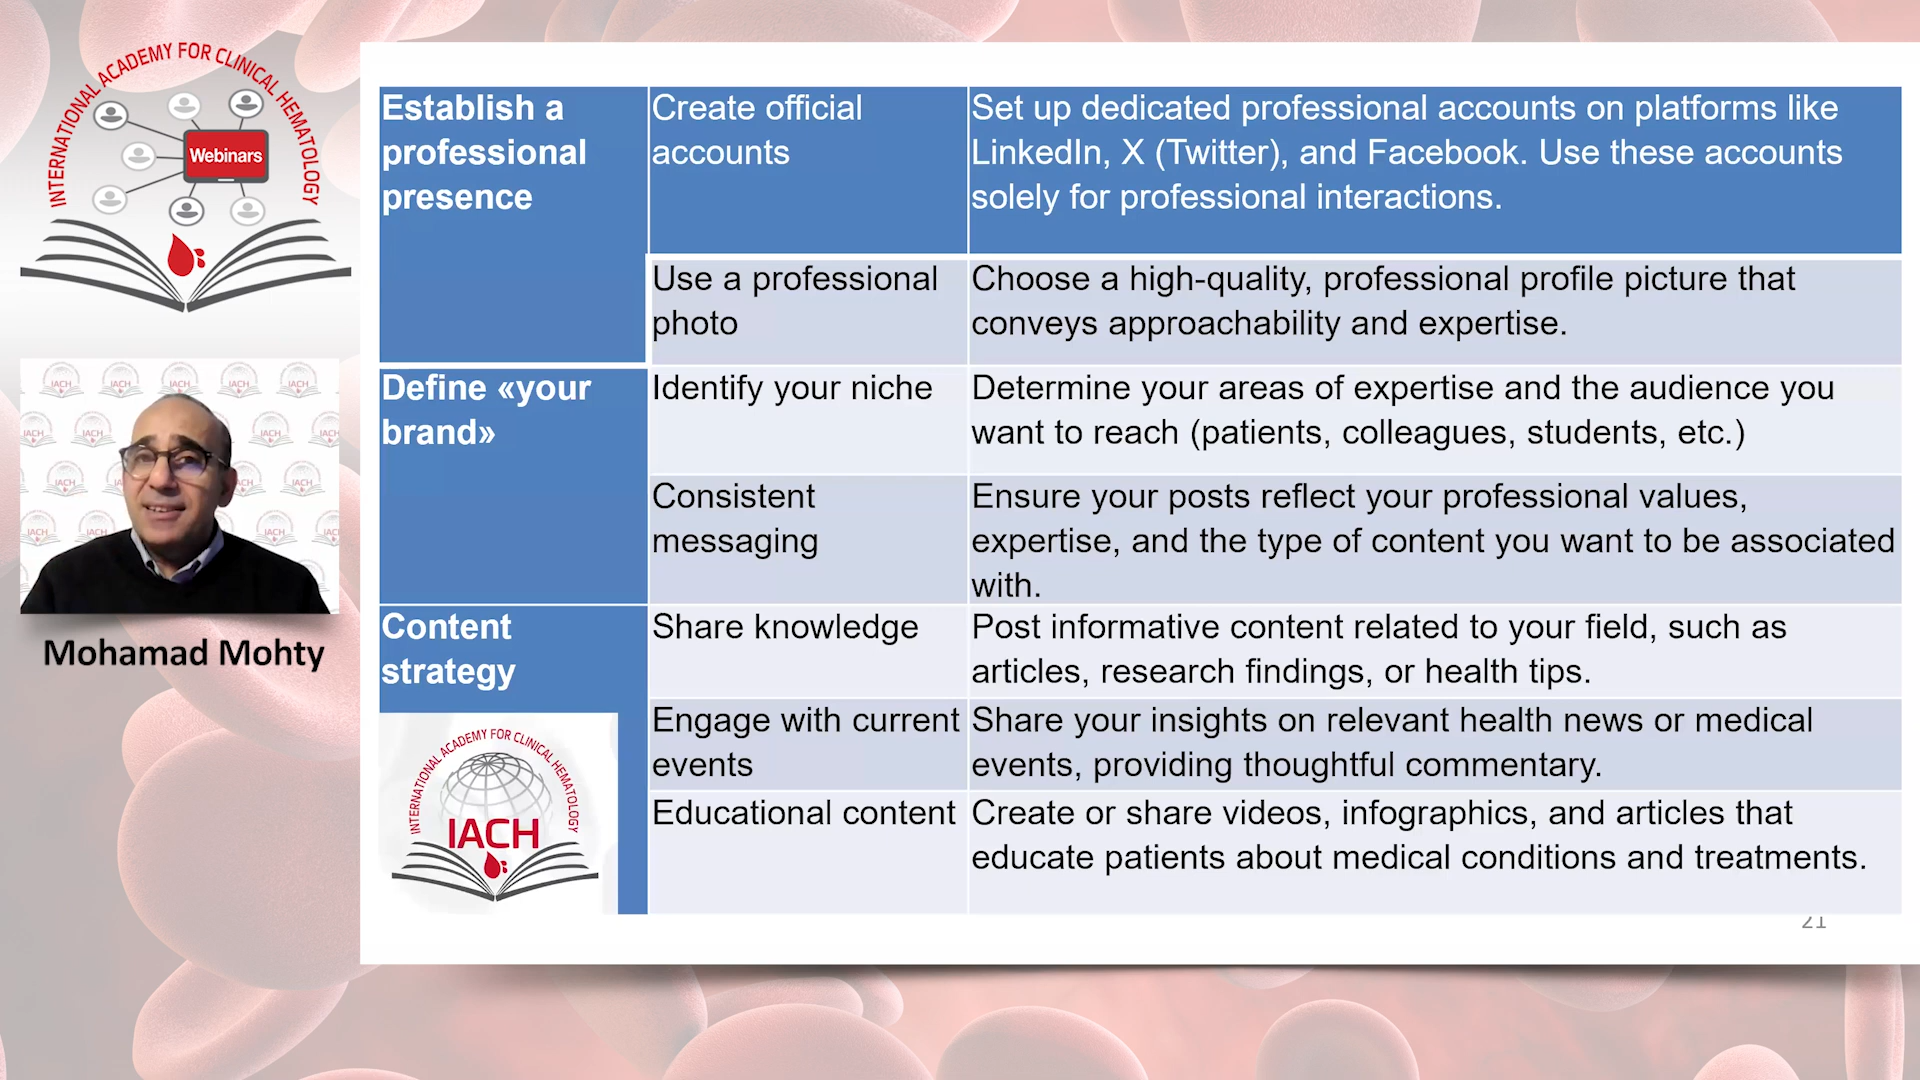 INTERNATIONAL ACADEMY FOR CLINICAL HEMATOLOGY
Webinars
Mohamad Mohty
Establish a
professional
presence
Create official
accounts
Set up dedicated professional accounts on platforms like
LinkedIn, X (Twitter), and Facebook. Use these accounts
solely for professional interactions.
Use a professional
photo
Choose a high-quality, professional profile picture that
conveys approachability and expertise.
Define «your
brand»
Identify your niche
Determine your areas of expertise and the audience you
want to reach (patients, colleagues, students, etc.)
Consistent
messaging
Ensure your posts reflect your professional values,
expertise, and the type of content you want to be associated
with.
Content
strategy
Share knowledge
Post informative content related to your field, such as
articles, research findings, or health tips.
Engage with current
events
Share your insights on relevant health news or medical
events, providing thoughtful commentary.
Educational content
Create or share videos, infographics, and articles that
educate patients about medical conditions and treatments.
INTERNATIONAL ACADEMY FOR CLINICAL HEMATOLOGY
IACH
21